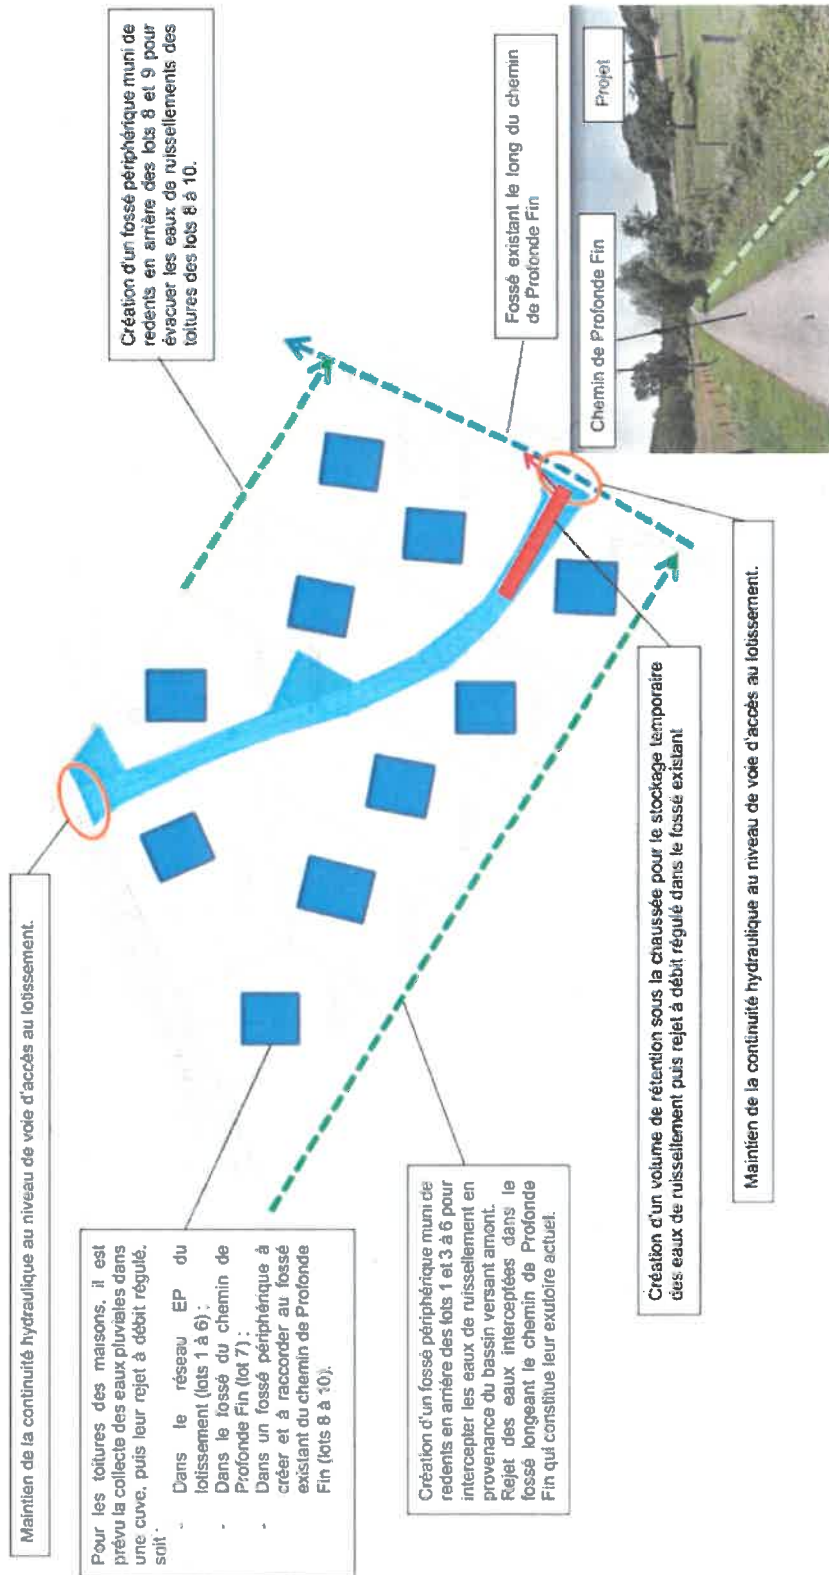 Maintien de la continuité hydraulique au niveau de voie d'accès au lotissement.
Pour les toitures des maisons, il est
prévu la collecte des eaux pluviales dans
une cuve, puis leur rejet à débit régulé,
soit :
- Dans le réseau EP du
lotissement (lots 1 à 6) ;
- Dans le fossé du chemin de
Profonde Fin (lot 7) ;
- Dans un fossé périphérique à
créer et à raccorder au fossé
existant du chemin de Profonde
Fin (lots 8 à 10).
Création d'un fossé périphérique muni de
redents en arrière des lots 8 et 9 pour
évacuer les eaux de ruissellements des
toitures des lots 8 à 10.
Création d'un fossé périphérique muni de
redents en arrière des lots 1 et 3 à 6 pour
intercepter les eaux de ruissellement en
provenance du bassin versant amont.
Rejet des eaux interceptées dans le
fossé longeant le chemin de Profonde
Fin qui constitue leur exutoire actuel.
Fossé existant le long du chemin
de Profonde Fin
Création d'un volume de rétention sous la chaussée pour le stockage temporaire
des eaux de ruissellement puis rejet à débit régulé dans le fossé existant
Maintien de la continuité hydraulique au niveau de voie d'accès au lotissement.
Chemin de Profonde Fin
Projet